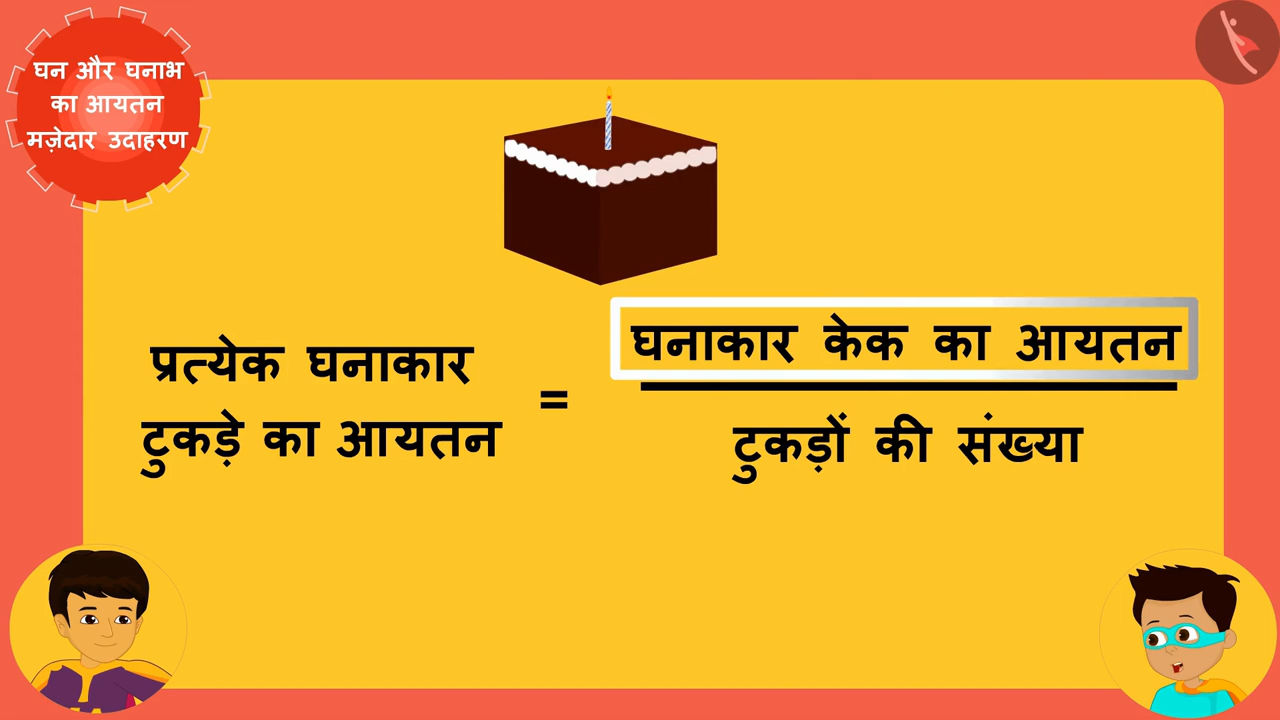 घन और घनाभ
का आयतन
मज़ेदार उदाहरण
प्रत्येक घनाकार
टुकड़े का आयतन
=
घनाकार केक का आयतन
टुकड़ों की संख्या